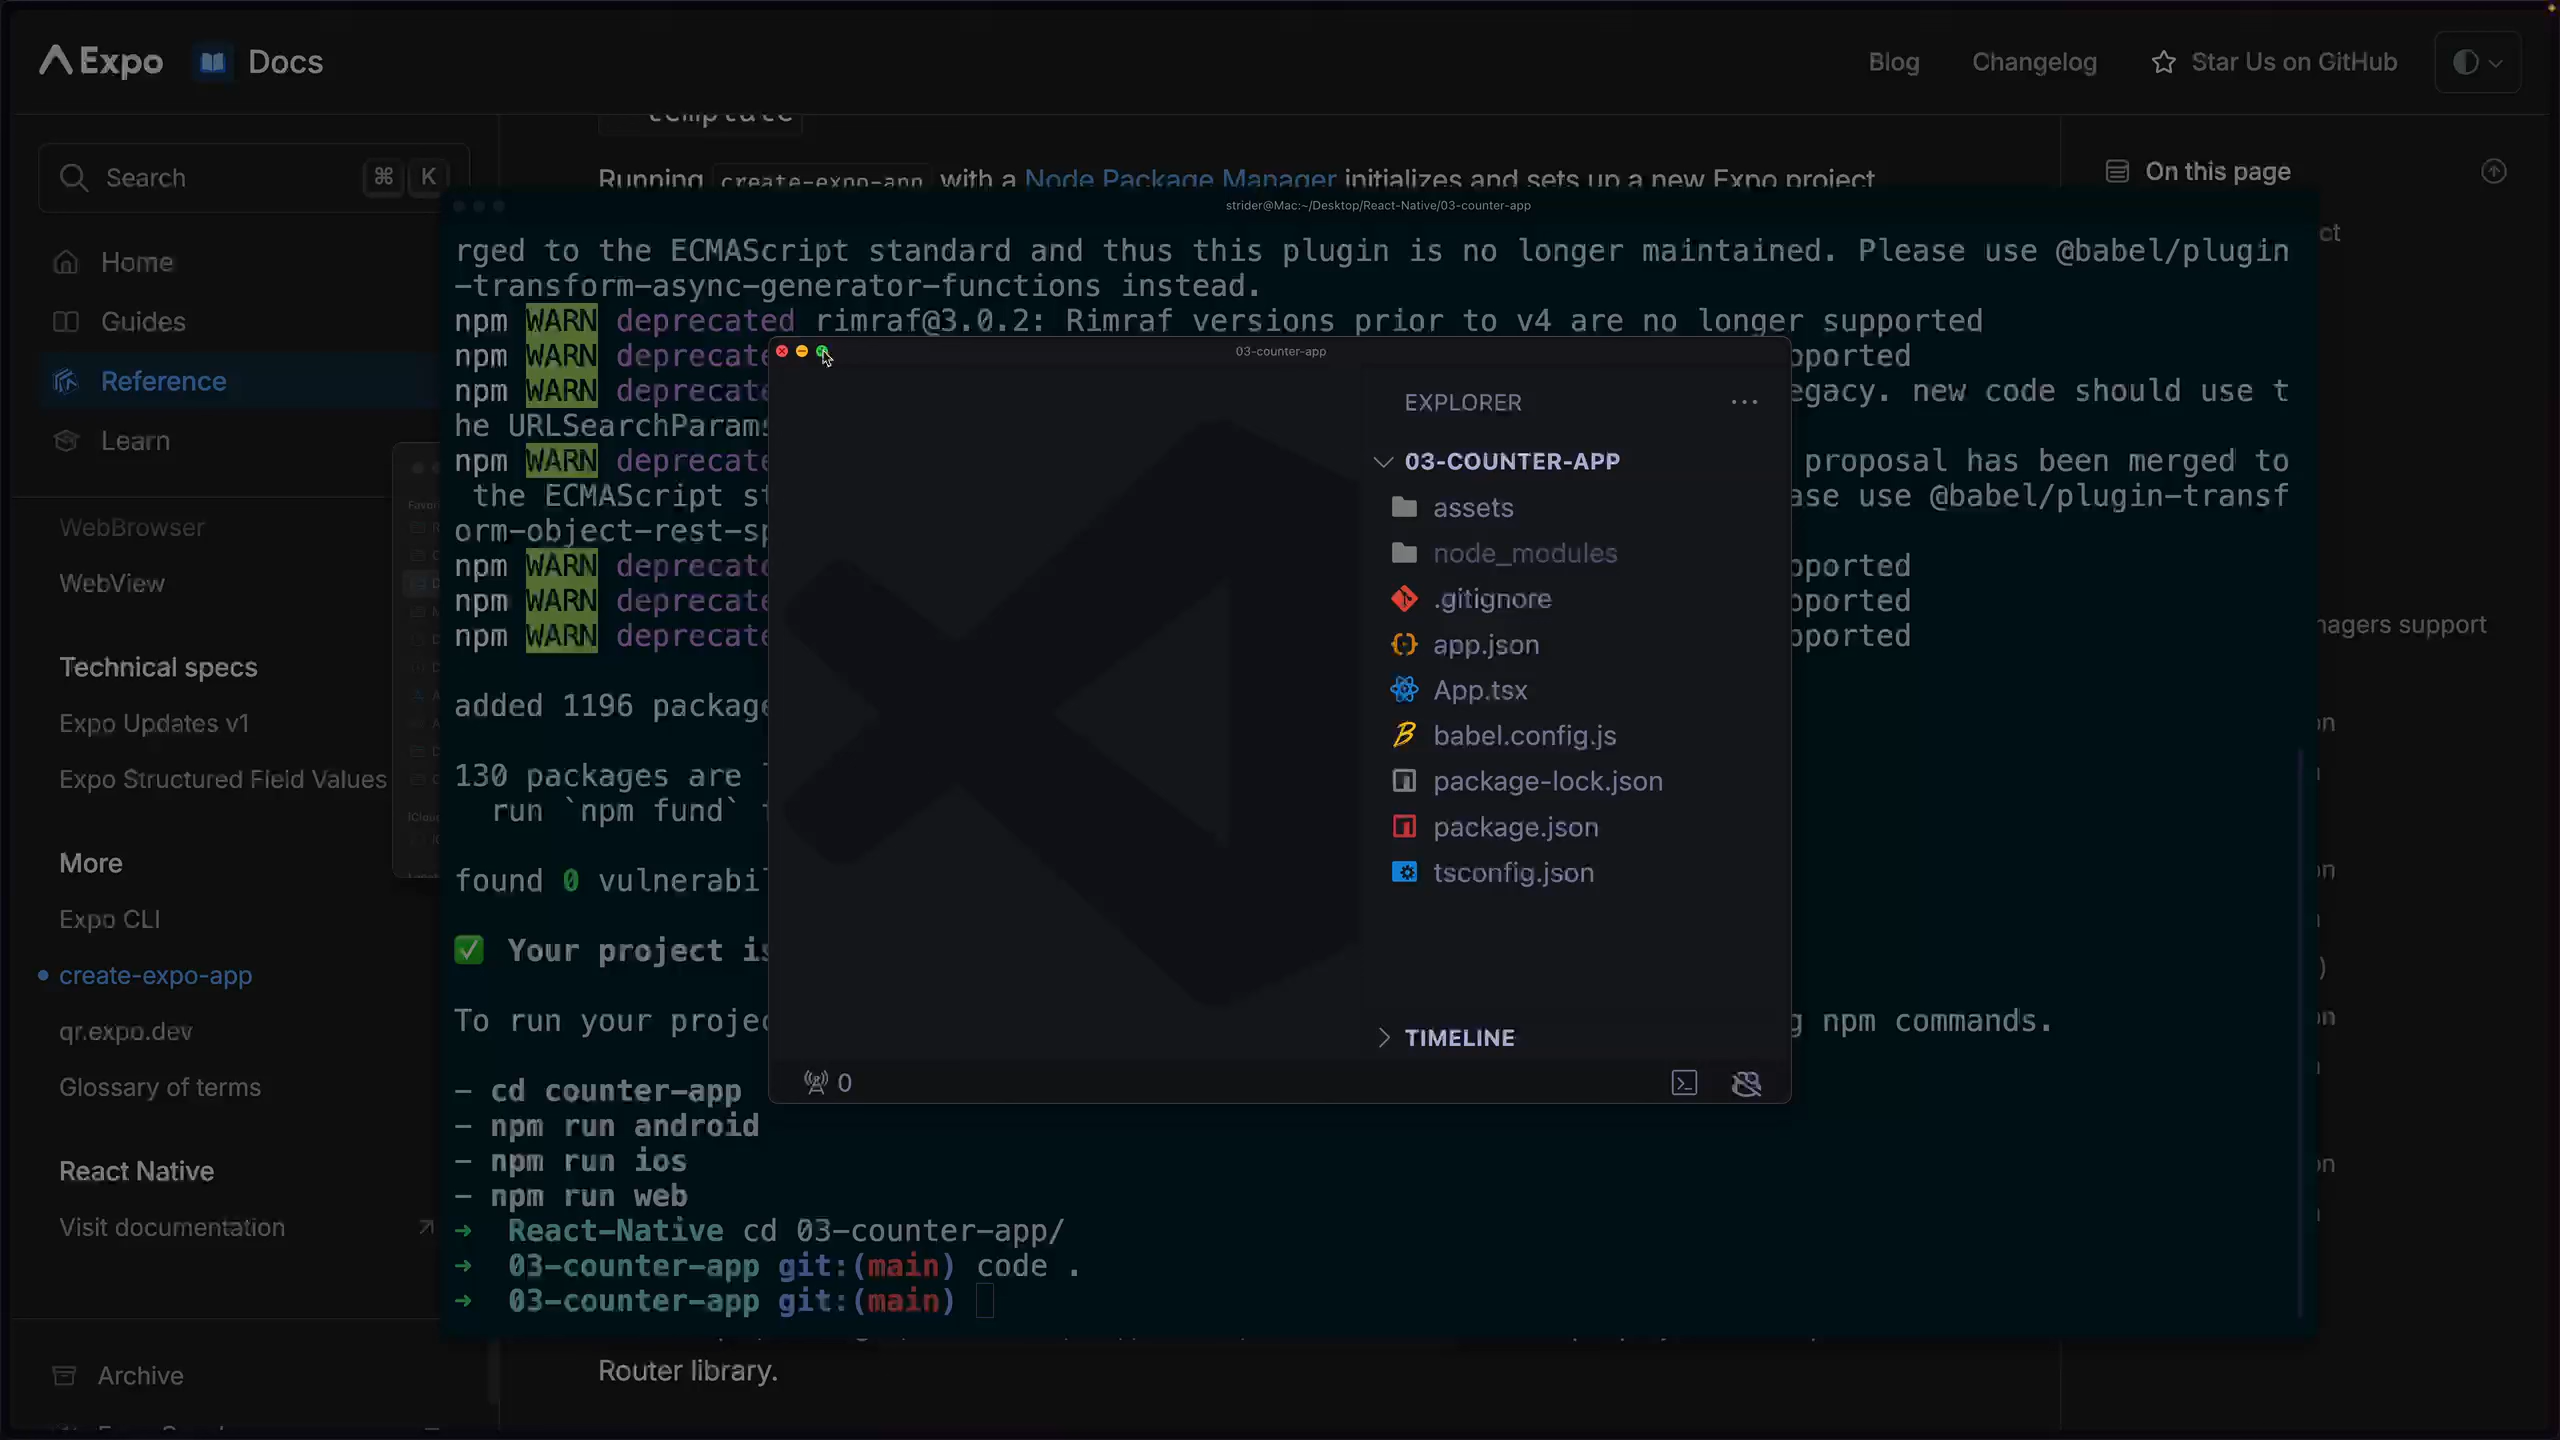 Expo Docs
Blog
Changelog
Star Us on GitHub
Search ⌘ K
Home
Guides
Reference
Learn
WebBrowser
WebView
Technical specs
Expo Updates v1
Expo Structured Field Values
More
Expo CLI
create-expo-app
qr.expo.dev
Glossary of terms
React Native
Visit documentation
Archive
template
Running create-expo-app with a Node Package Manager initializes and sets up a new Expo project
On this page
strider@Mac:~/Desktop/React-Native/03-counter-app
rged to the ECMAScript standard and thus this plugin is no longer maintained. Please use @babel/plugin
-transform-async-generator-functions instead.
npm WARN deprecated rimraf@3.0.2: Rimraf versions prior to v4 are no longer supported
npm WARN deprecate pported
npm WARN deprecate egacy. new code should use t
he URLSearchParams
npm WARN deprecate proposal has been merged to
the ECMAScript st ase use @babel/plugin-transf
orm-object-rest-sp
npm WARN deprecate pported
npm WARN deprecate pported
npm WARN deprecate pported
added 1196 package
130 packages are
run `npm fund`
found 0 vulnerabil
✅ Your project is
To run your projec g npm commands.
- cd counter-app
- npm run android
- npm run ios
- npm run web
➜ React-Native cd 03-counter-app/
➜ 03-counter-app git:(main) code .
➜ 03-counter-app git:(main)
Router library.
nagers support
03-counter-app
EXPLORER ...
03-COUNTER-APP
assets
node_modules
.gitignore
app.json
App.tsx
babel.config.js
package-lock.json
package.json
tsconfig.json
TIMELINE
0